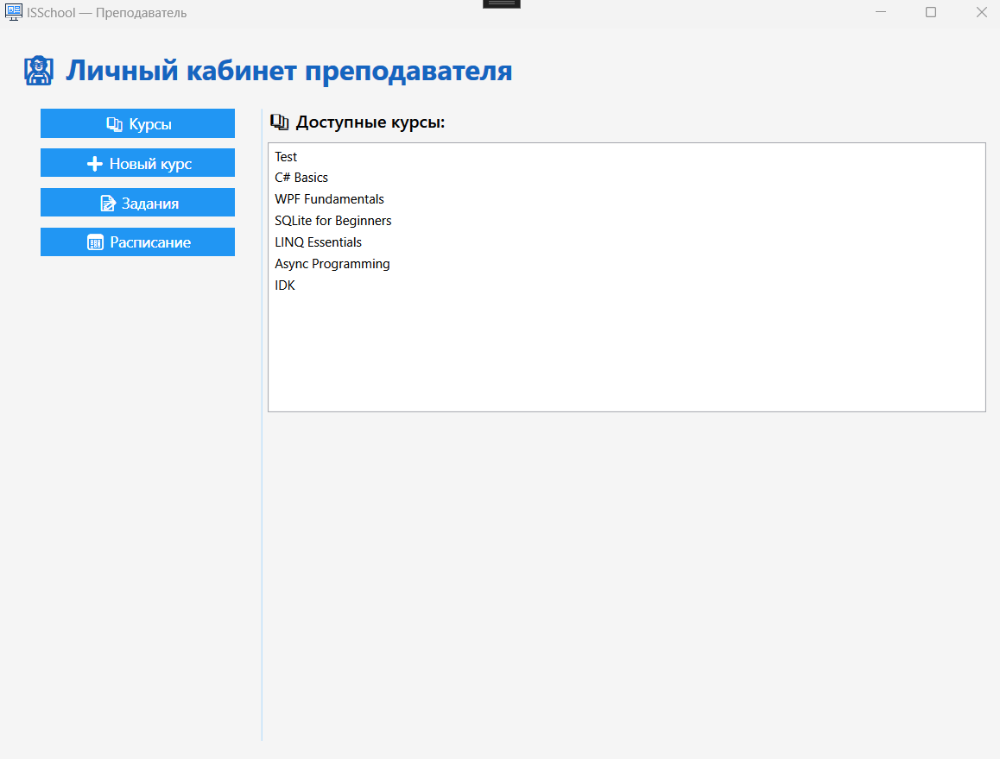 ISSchool — Преподаватель
Личный кабинет преподавателя
Курсы
Новый курс
Задания
Расписание
Доступные курсы:
Test
C# Basics
WPF Fundamentals
SQLite for Beginners
LINQ Essentials
Async Programming
IDK